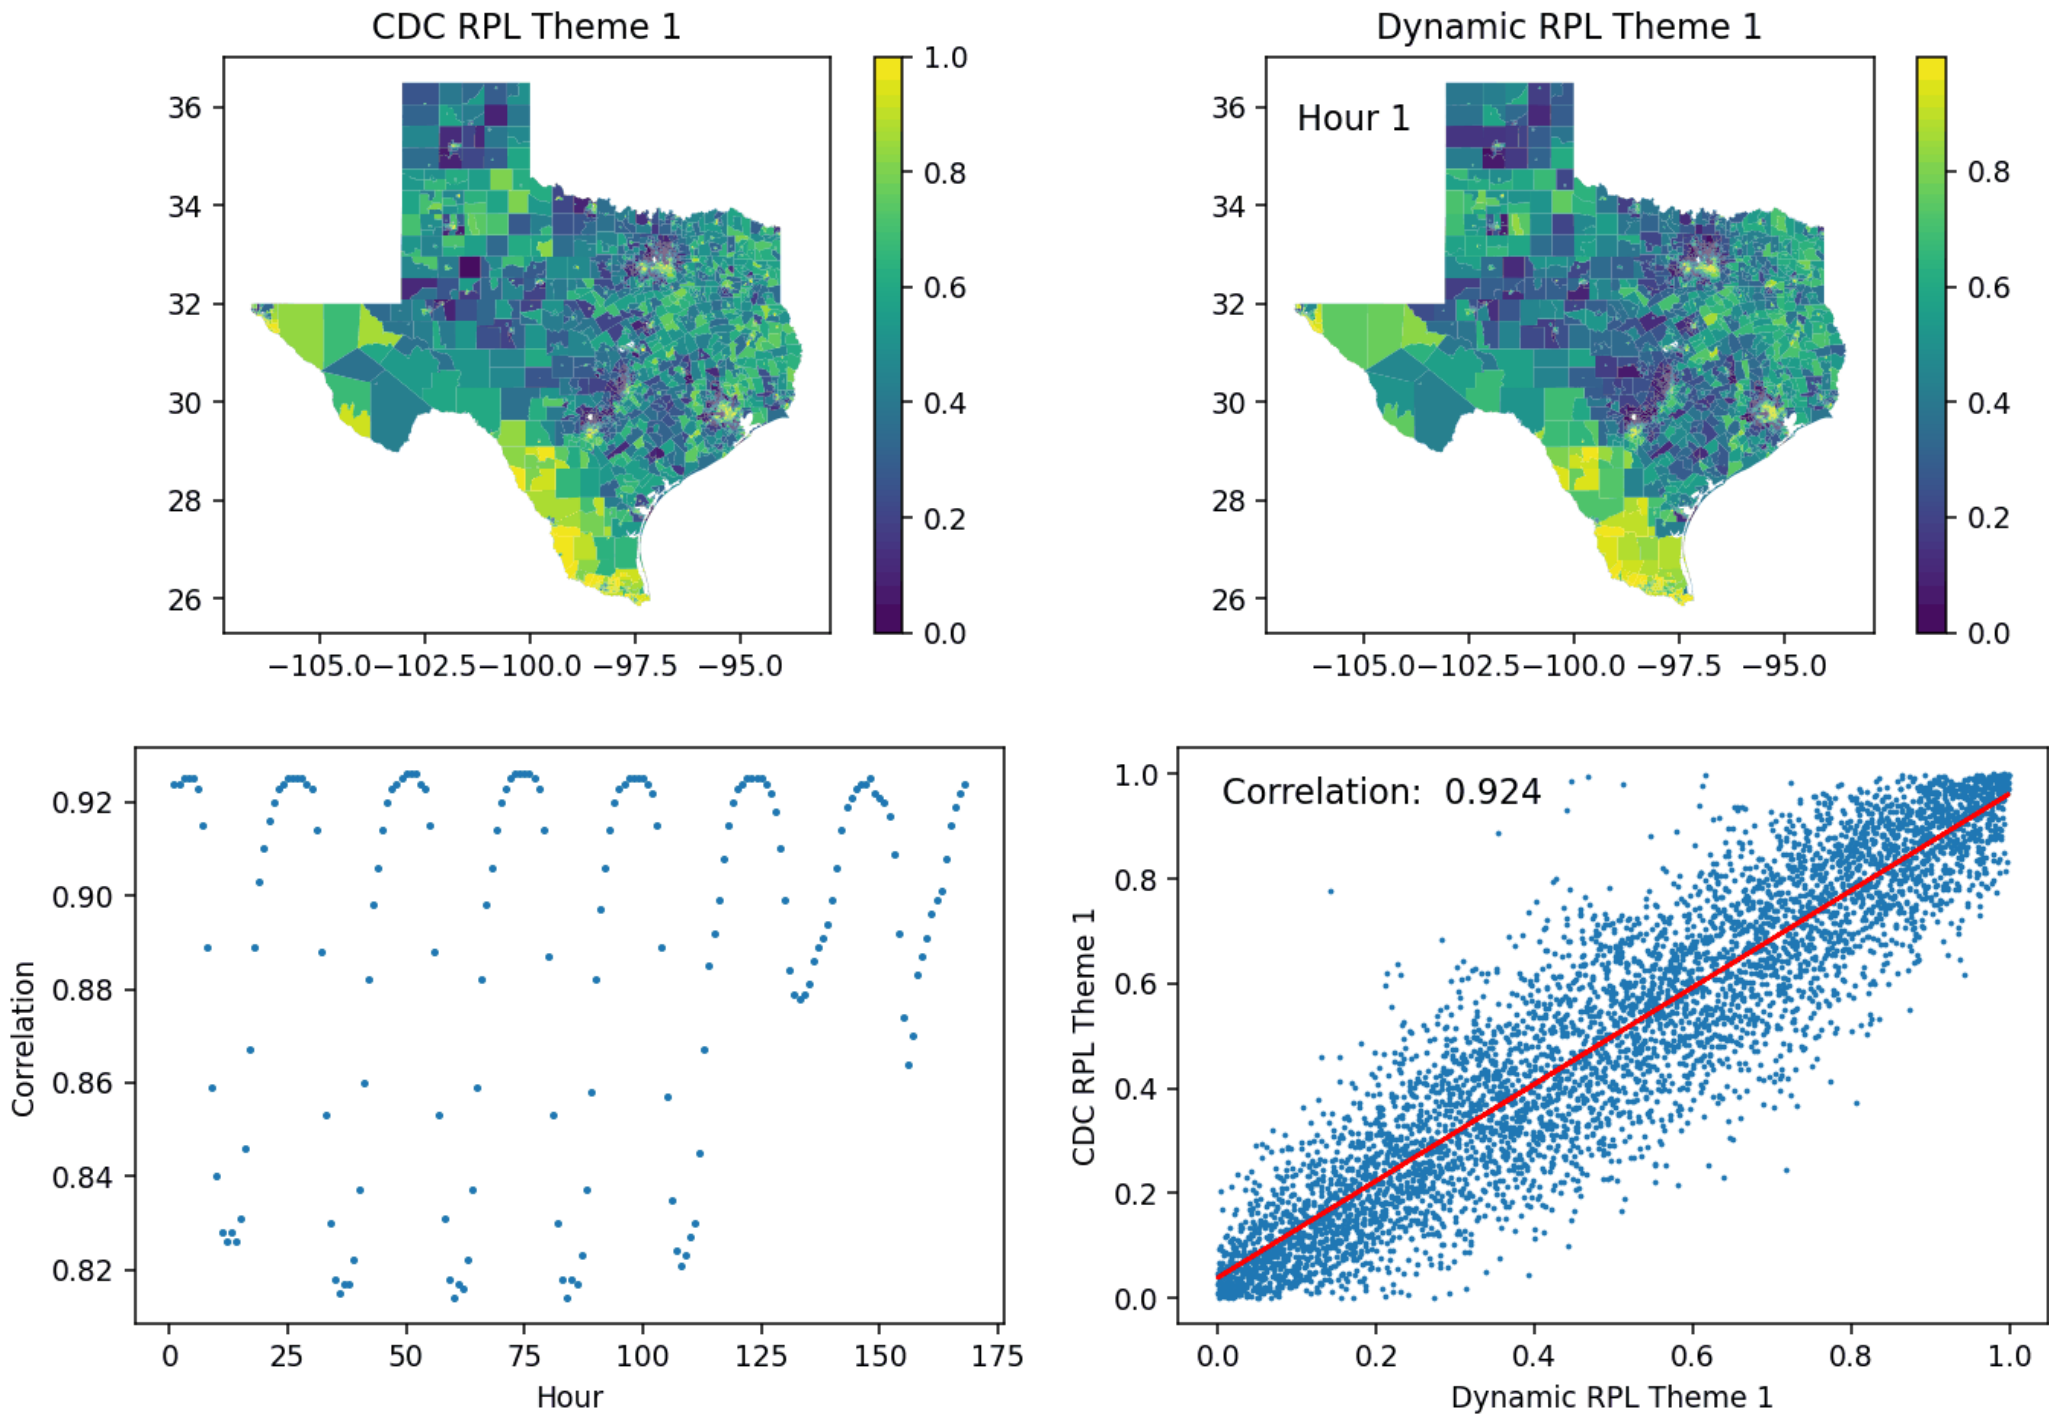 CDC RPL Theme 1
36
34
32
30
28
26
−105.0 −102.5 −100.0 −97.5 −95.0
1.0
0.8
0.6
0.4
0.2
0.0
Dynamic RPL Theme 1
Hour 1
36
34
32
30
28
26
−105.0 −102.5 −100.0 −97.5 −95.0
0.8
0.6
0.4
0.2
0.0
Correlation
0.92
0.90
0.88
0.86
0.84
0.82
0 25 50 75 100 125 150 175
Hour
CDC RPL Theme 1
Correlation: 0.924
1.0
0.8
0.6
0.4
0.2
0.0
0.0 0.2 0.4 0.6 0.8 1.0
Dynamic RPL Theme 1